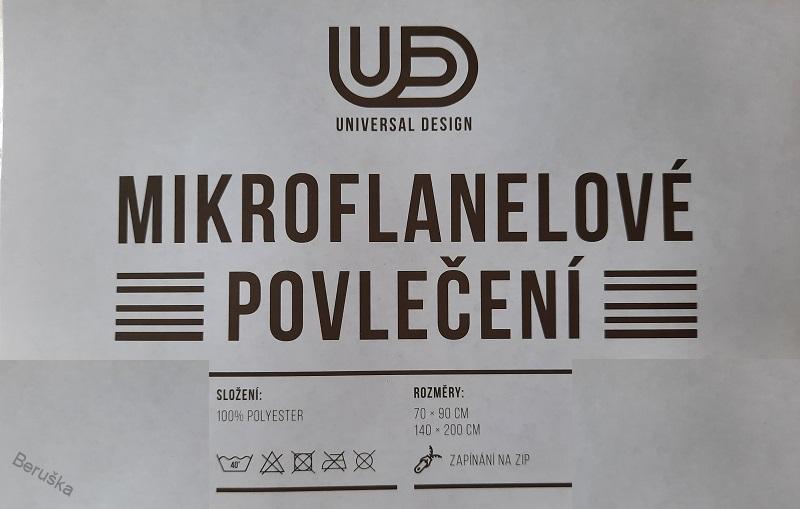 UD
UNIVERSAL DESIGN
MIKROFLANELOVÉ
POVLEČENÍ
SLOŽENÍ:
100% POLYESTER
40°
ROZMĚRY:
70 × 90 CM
140 × 200 CM
ZAPÍNÁNÍ NA ZIP
Beruška